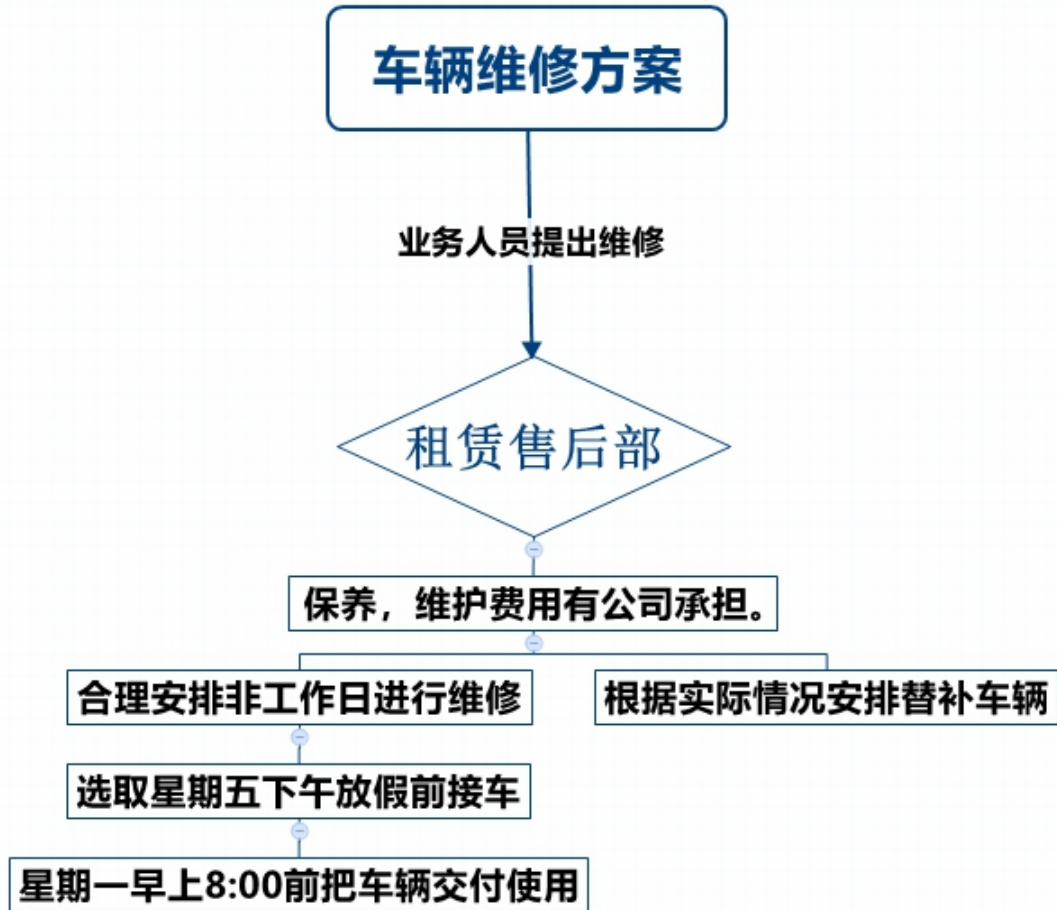 车辆维修方案
业务人员提出维修
租赁售后部
保养，维护费用有公司承担。
合理安排非工作日进行维修
根据实际情况安排替补车辆
选取星期五下午放假前接车
星期一早上8:00前把车辆交付使用